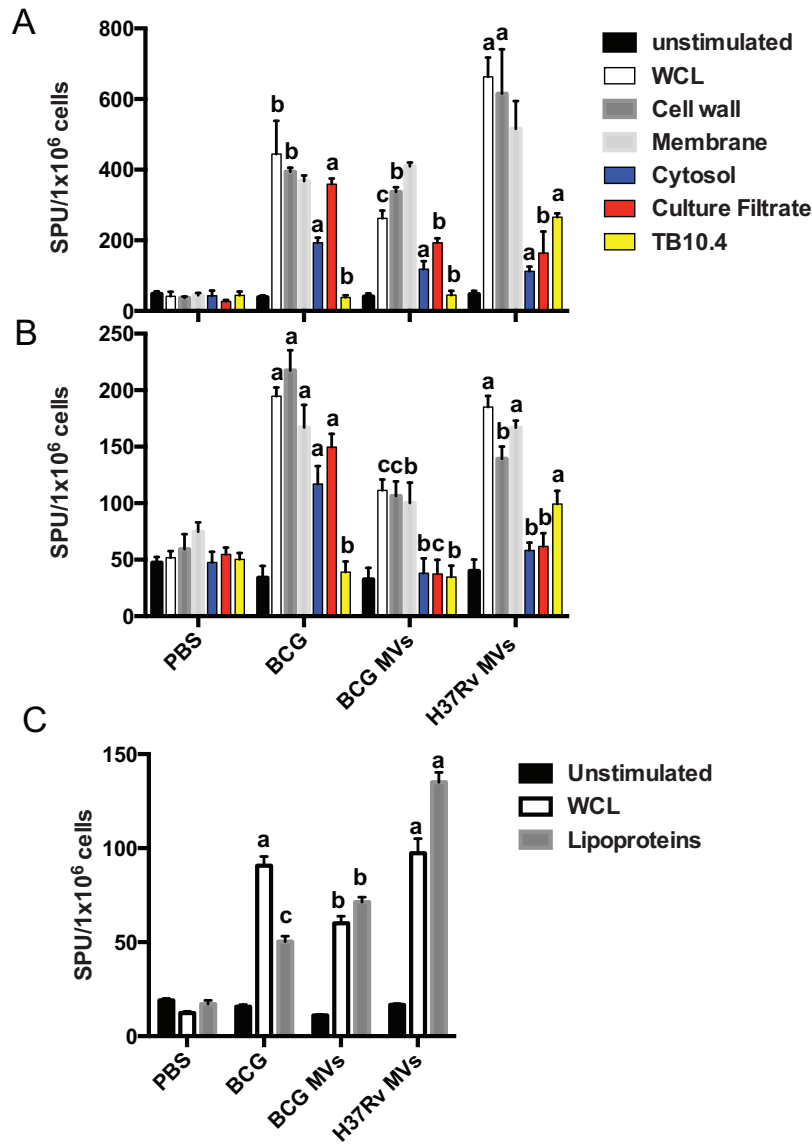 A
SPU/1x10⁶ cells
800
600
400
200
0
b
b
a
b
c
b
a
b
b
a
a
a
b
a
unstimulated
WCL
Cell wall
Membrane
Cytosol
Culture Filtrate
TB10.4
B
SPU/1x10⁶ cells
250
200
150
100
50
0
a
a
a
a
a
b
c
c
b
b
c
b
a
b
a
b
b
a
PBS
BCG
BCG MVs
H37Rv MVs
C
SPU/1x10⁶ cells
150
100
50
0
a
c
b
b
a
a
PBS
BCG
BCG MVs
H37Rv MVs
Unstimulated
WCL
Lipoproteins